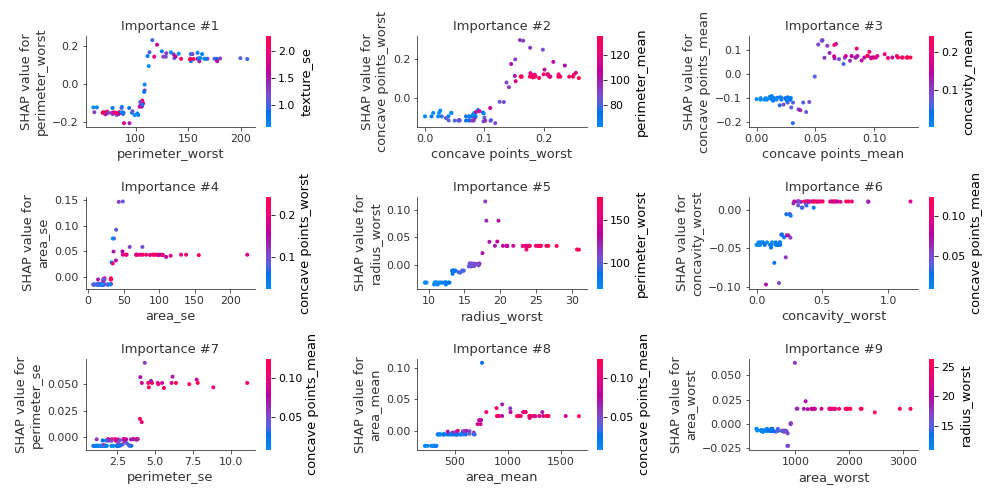 Importance #1
SHAP value for
perimeter_worst
0.2
0.0
−0.2
100
150
200
perimeter_worst
2.0
1.5
1.0
texture_se
Importance #2
SHAP value for
concave points_worst
0.2
0.0
0.0
0.1
0.2
concave points_worst
120
100
80
perimeter_mean
Importance #3
SHAP value for
concave points_mean
0.1
0.0
−0.1
−0.2
0.00
0.05
0.10
concave points_mean
0.2
0.1
concavity_mean
Importance #4
SHAP value for
area_se
0.15
0.10
0.05
0.00
0
50
100
150
200
area_se
0.2
0.1
concave points_worst
Importance #5
SHAP value for
radius_worst
0.10
0.05
0.00
10
15
20
25
30
radius_worst
150
100
perimeter_worst
Importance #6
SHAP value for
concavity_worst
0.00
−0.05
−0.10
0.0
0.5
1.0
concavity_worst
0.10
0.05
concave points_mean
Importance #7
SHAP value for
perimeter_se
0.050
0.025
0.000
2.5
5.0
7.5
10.0
perimeter_se
0.10
0.05
concave points_mean
Importance #8
SHAP value for
area_mean
0.10
0.05
0.00
500
1000
1500
area_mean
0.10
0.05
concave points_mean
Importance #9
SHAP value for
area_worst
0.050
0.025
0.000
−0.025
1000
2000
3000
area_worst
25
20
15
radius_worst